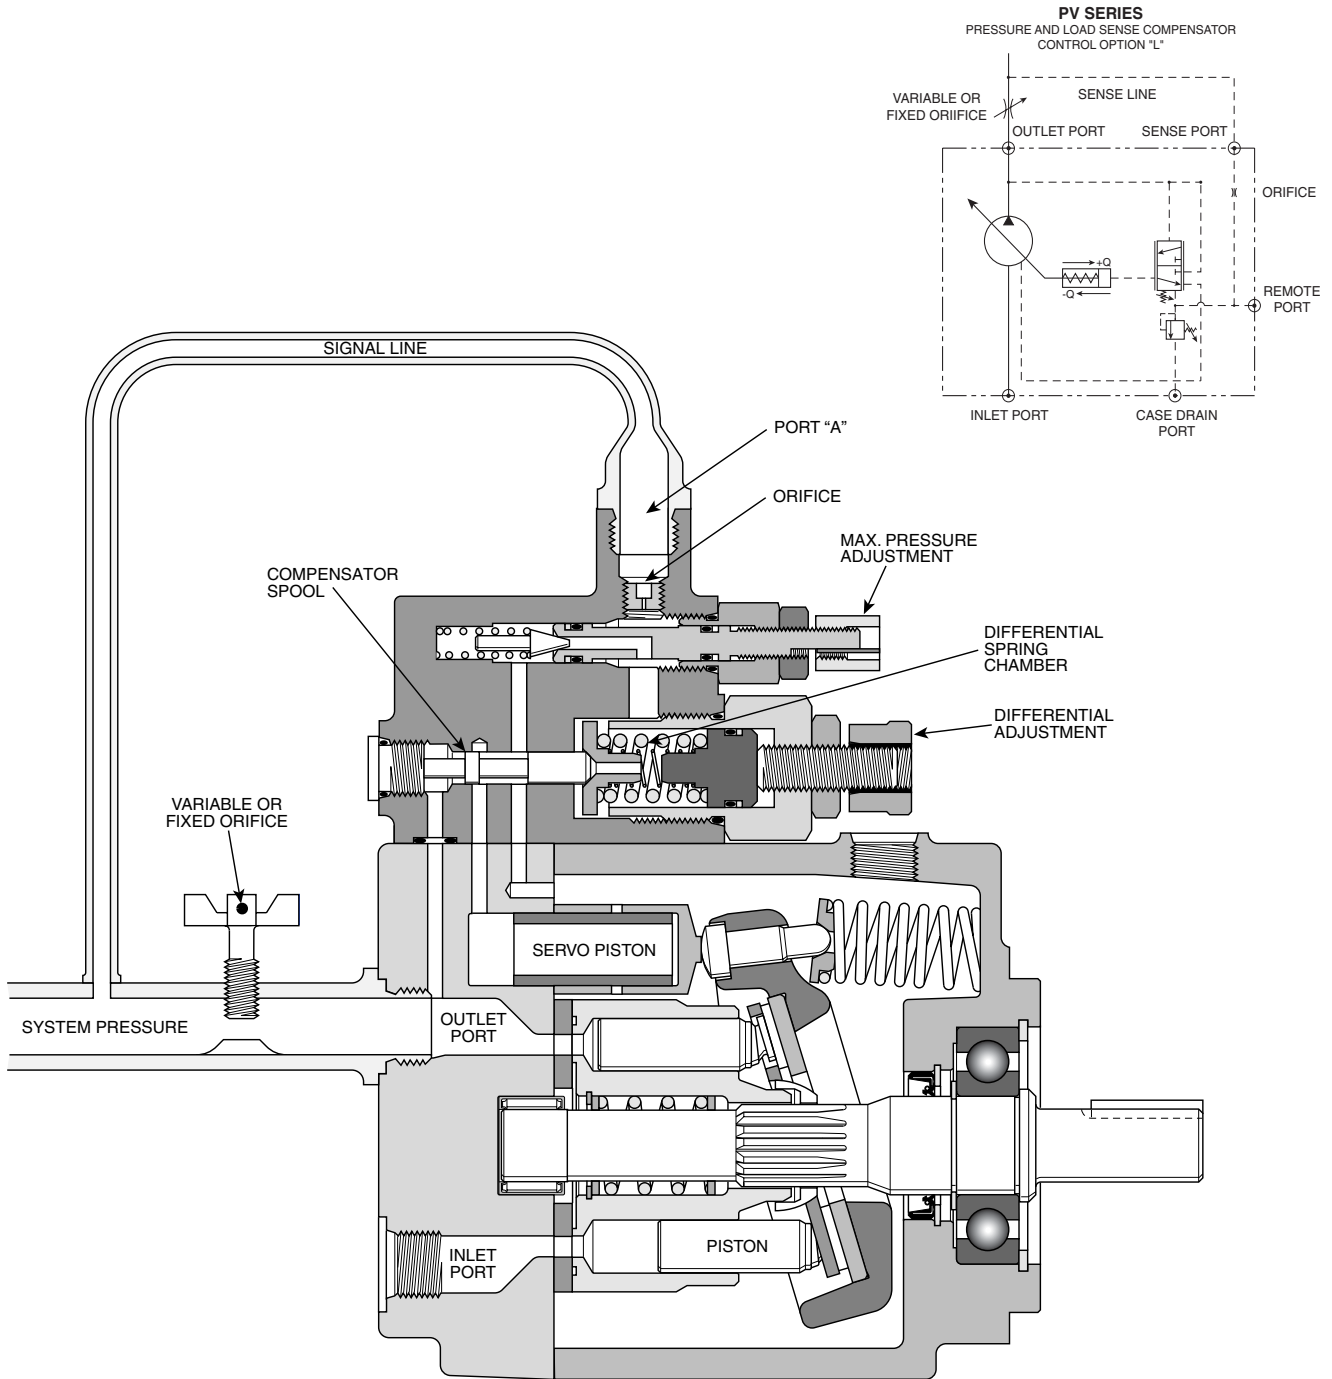 PV SERIES
PRESSURE AND LOAD SENSE COMPENSATOR
CONTROL OPTION "L"
VARIABLE OR
FIXED ORIIFICE
SENSE LINE
OUTLET PORT
SENSE PORT
ORIFICE
+Q
-Q
REMOTE
PORT
INLET PORT
CASE DRAIN
PORT
SIGNAL LINE
PORT “A”
ORIFICE
MAX. PRESSURE
ADJUSTMENT
COMPENSATOR
SPOOL
DIFFERENTIAL
SPRING
CHAMBER
DIFFERENTIAL
ADJUSTMENT
VARIABLE OR
FIXED ORIFICE
SERVO PISTON
SYSTEM PRESSURE
OUTLET
PORT
INLET
PORT
PISTON